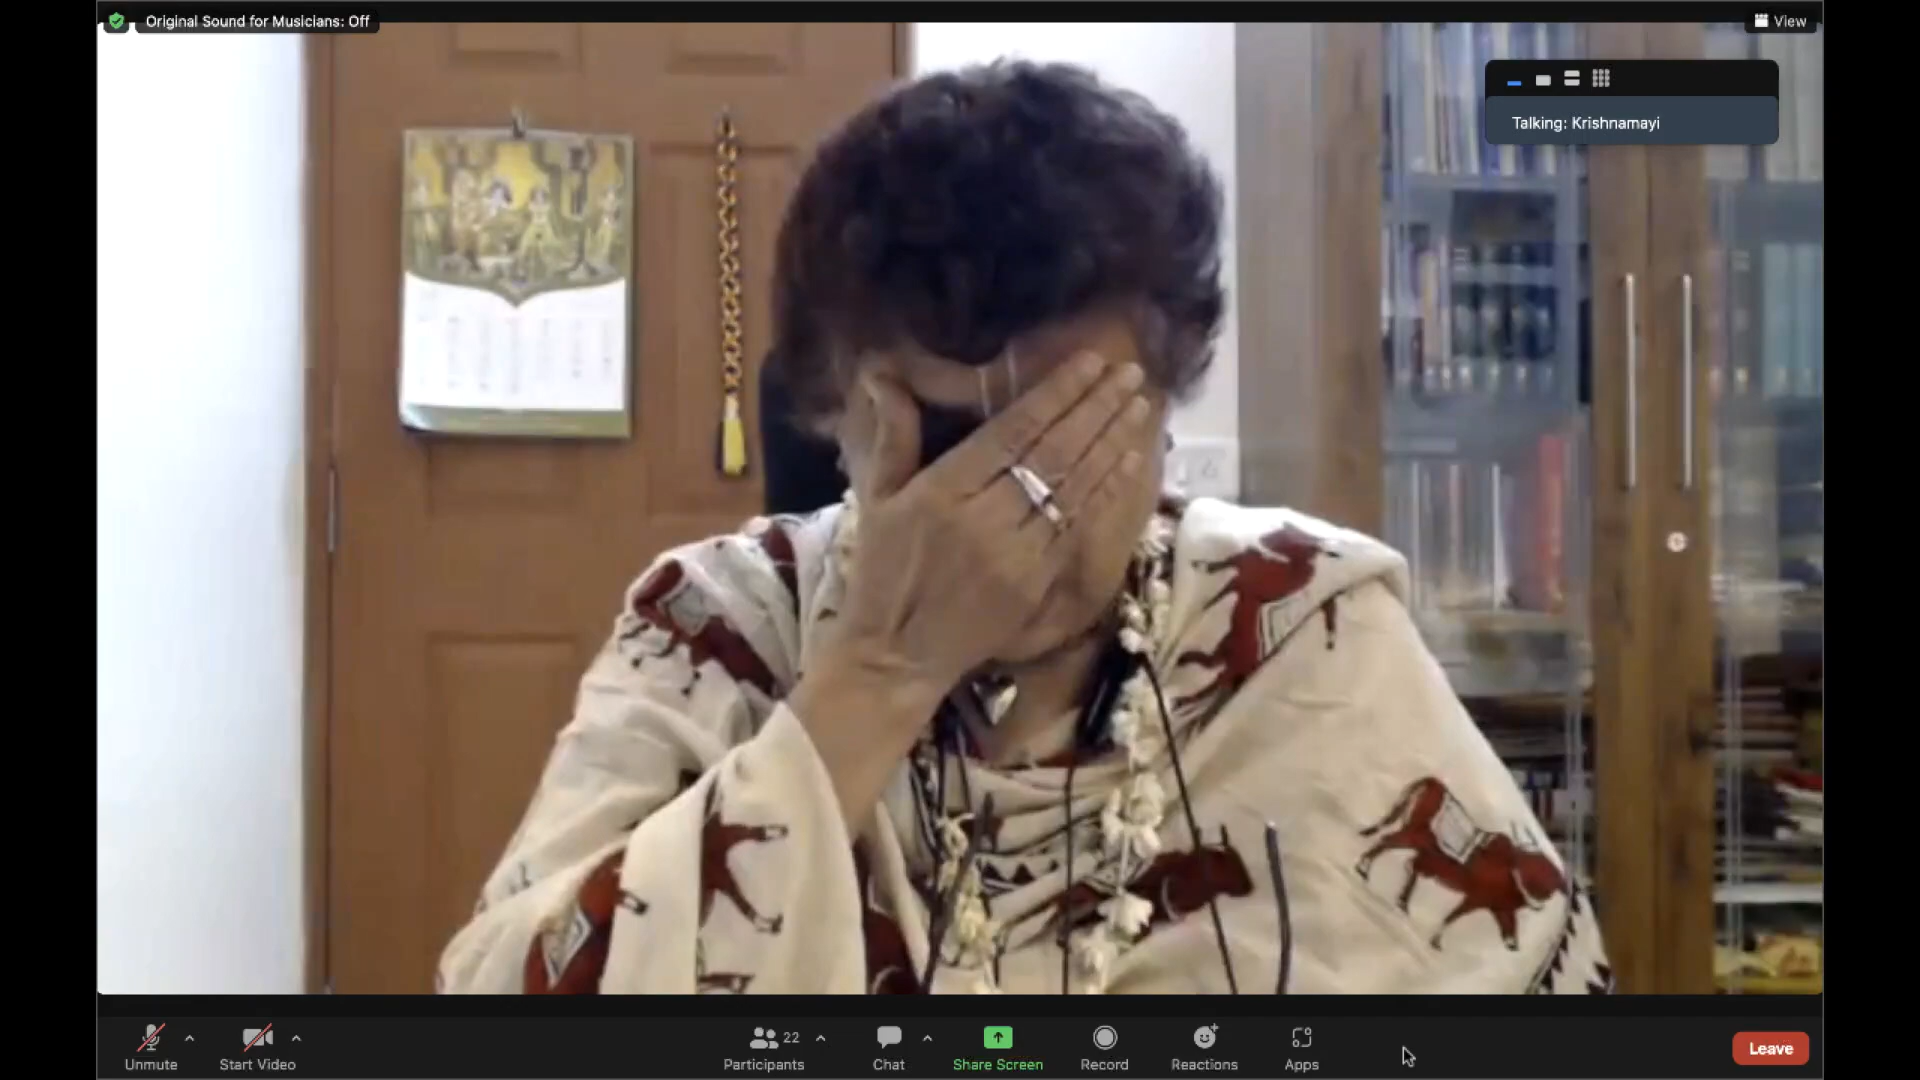 Original Sound for Musicians: Off
View
Talking: Krishnamayi
Unmute
Start Video
22
Participants
Chat
Share Screen
Record
Reactions
Apps
Leave